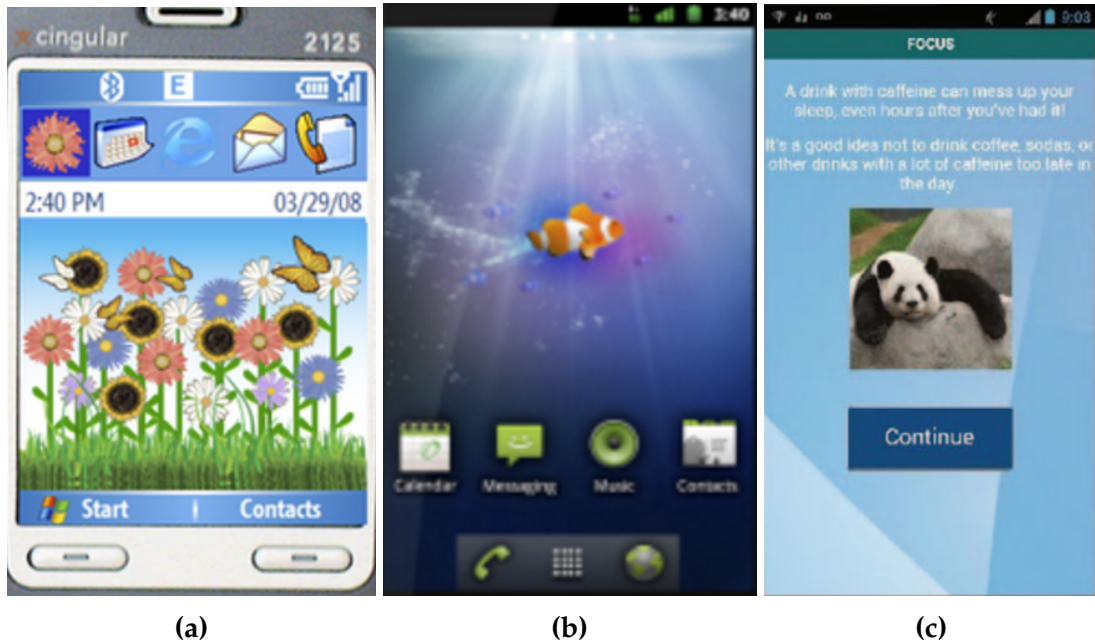 cingular
2125
E
2:40 PM 03/29/08
Start Contacts
(a)
3:40
Calendar Messaging Music Contacts
(b)
9:03
FOCUS
A drink with caffeine can mess up your
sleep, even hours after you've had it!
It's a good idea not to drink coffee, sodas, or
other drinks with a lot of caffeine too late in
the day.
Continue
(c)